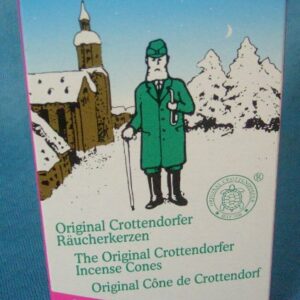 Original Crottendorfer
Räucherkerzen
The Original Crottendorfer
Incense Cones
Original Cône de Crottendorf
®